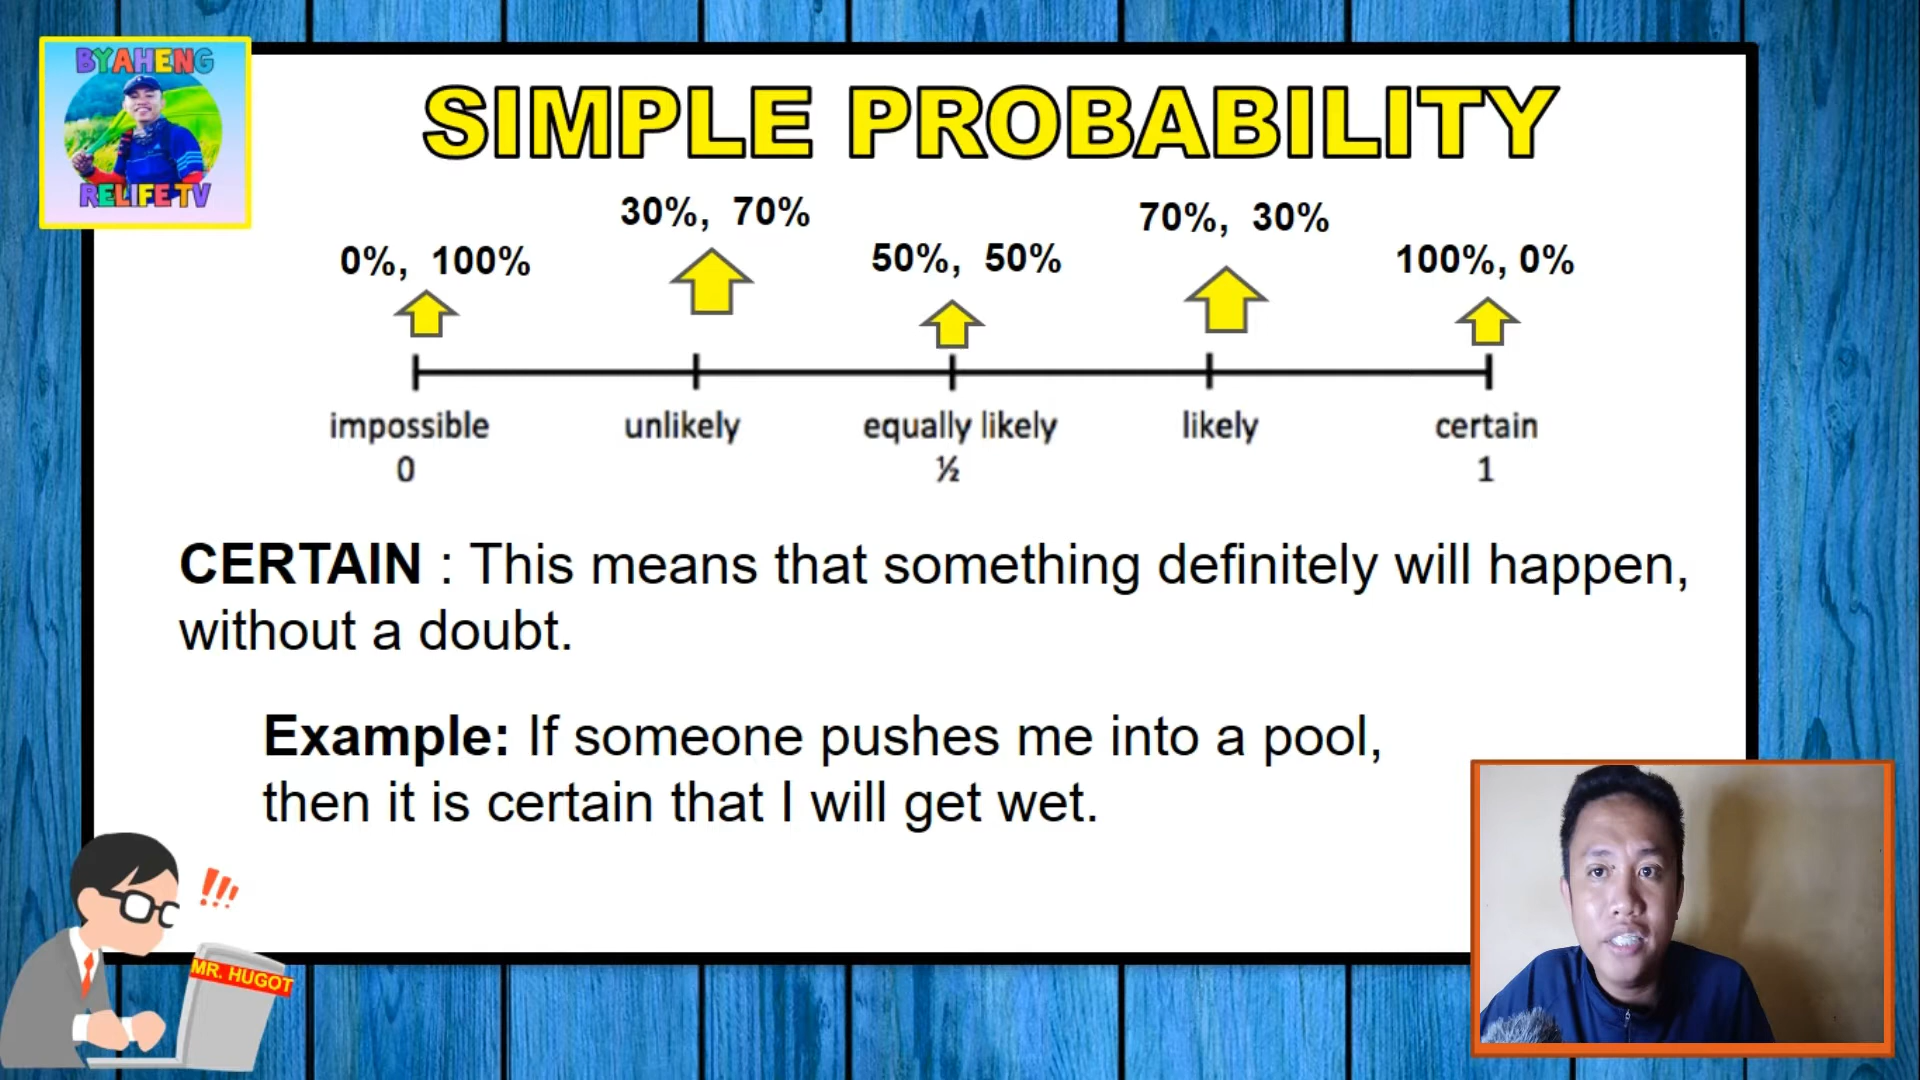 BYAHENG
RELIFE TV
SIMPLE PROBABILITY
30%, 70%
70%, 30%
0%, 100%
50%, 50%
100%, 0%
impossible unlikely equally likely likely certain
0 ½ 1
CERTAIN : This means that something definitely will happen,
without a doubt.
Example: If someone pushes me into a pool,
then it is certain that I will get wet.
!!!
MR. HUGOT